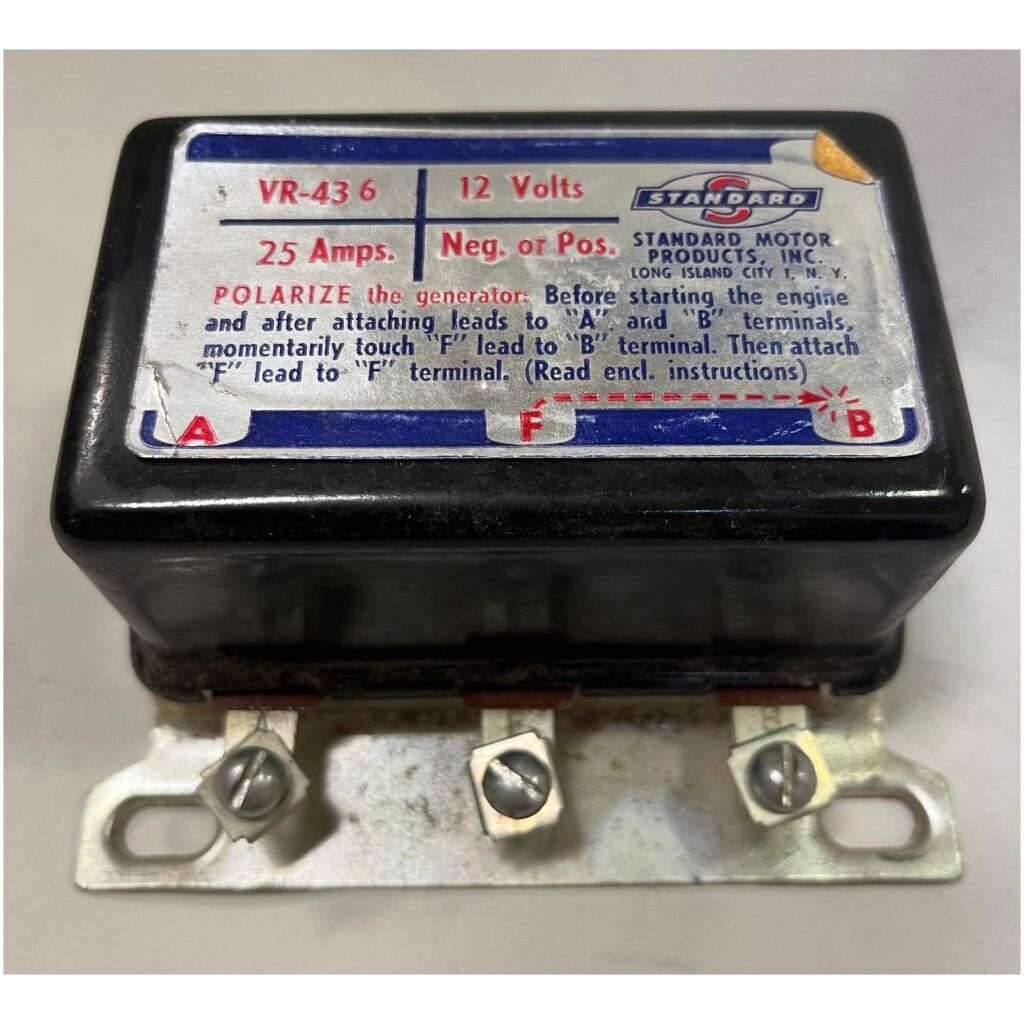 VR-43 6
12 Volts
25 Amps.
Neg. or Pos.
STANDARD
STANDARD MOTOR
PRODUCTS, INC.
LONG ISLAND CITY 1, N. Y.
POLARIZE the generator: Before starting the engine
and after attaching leads to "A" and "B" terminals,
momentarily touch "F" lead to "B" terminal. Then attach
"F" lead to "F" terminal. (Read encl. instructions)
A F B